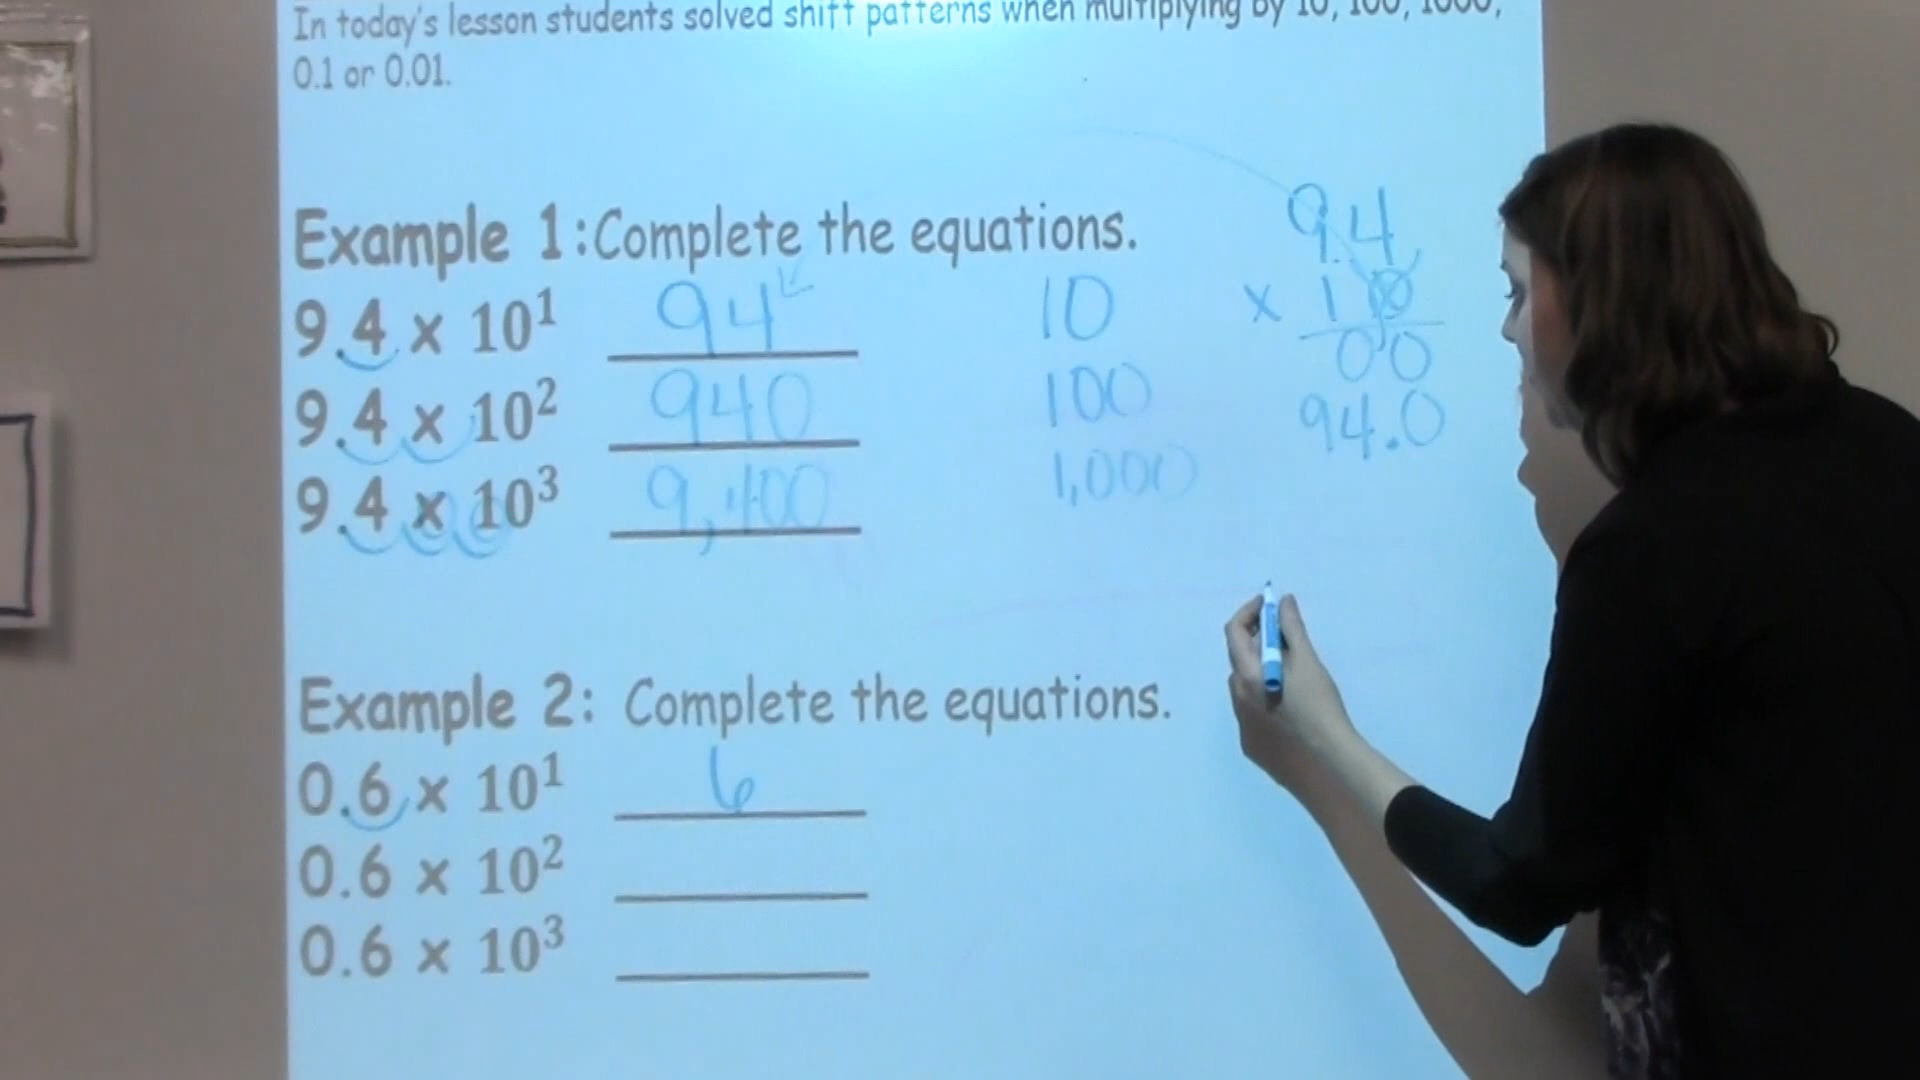 In today's lesson students solved shift patterns when multiplying by 10, 100, 1000,
0.1 or 0.01.
Example 1: Complete the equations.
9.4 x 10¹ 94 10
9.4 x 10² 940 100
9.4 x 10³ 9,400 1,000
9.4
x 10
00
94.0
Example 2: Complete the equations.
0.6 x 10¹ 6
0.6 x 10²
0.6 x 10³